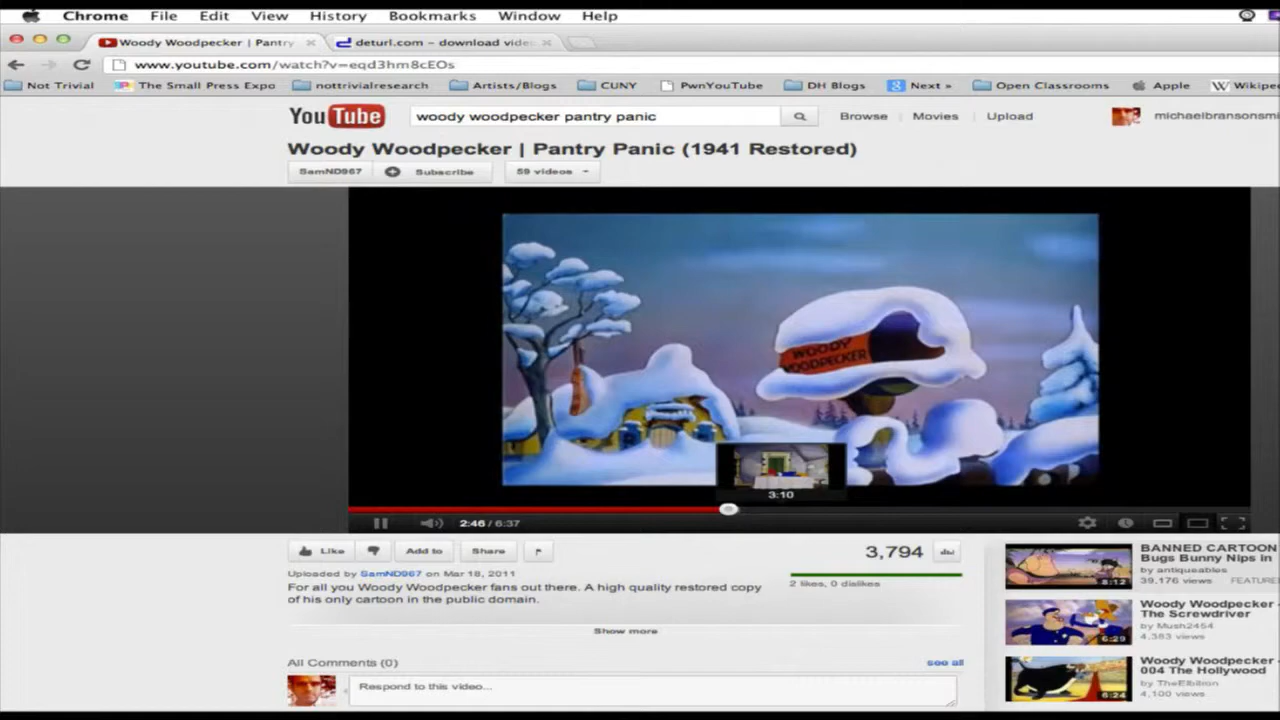 Chrome File Edit View History Bookmarks Window Help
Woody Woodpecker | Pantry
deturl.com – download vide
www.youtube.com/watch?v=eqd3hm8cEOs
Not Trivial The Small Press Expo nottrivialresearch Artists/Blogs CUNY PwnYouTube DH Blogs Next » Open Classrooms Apple Wikipe
YouTube woody woodpecker pantry panic Browse Movies Upload michaelbransonsmi
Woody Woodpecker | Pantry Panic (1941 Restored)
SamND967 Subscribe 59 videos
WOODY
WOODPECKER
3:10
2:46 / 6:37
Like Add to Share 3,794
Uploaded by SamND967 on Mar 18, 2011
2 likes, 0 dislikes
For all you Woody Woodpecker fans out there. A high quality restored copy
of his only cartoon in the public domain.
Show more
All Comments (0) see all
Respond to this video...
BANNED CARTOON
Bugs Bunny Nips in
by antiqueables
39,176 views FEATURE
8:12
Woody Woodpecker -
The Screwdriver
by Mush2454
4,383 views
6:29
Woody Woodpecker -
004 The Hollywood
by TheElbitron
4,100 views
6:24